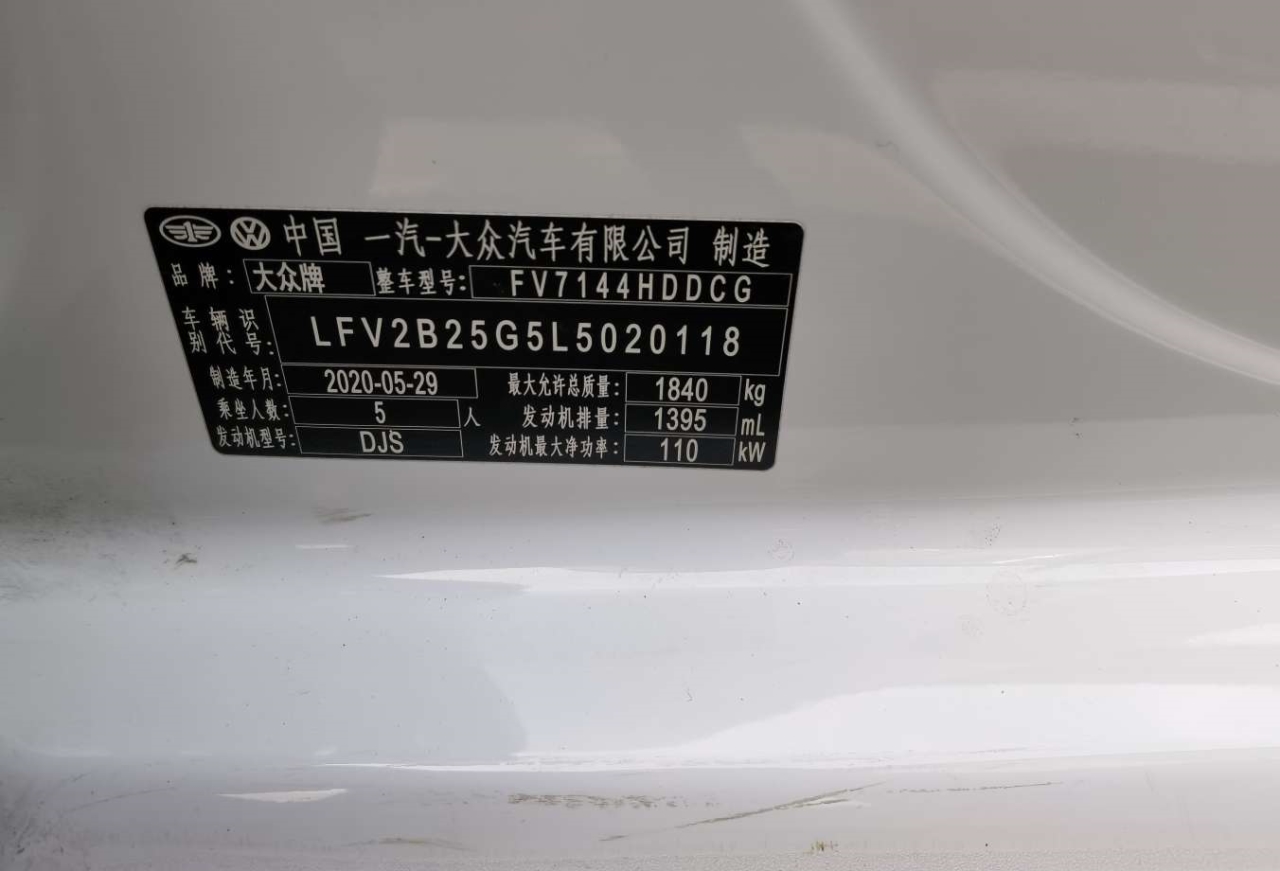 中国 一汽-大众汽车有限公司 制造
品牌: 大众牌 整车型号: FV7144HDDCG
车辆识别代号: LFV2B25G5L5020118
制造年月: 2020-05-29 最大允许总质量: 1840 kg
乘坐人数: 5 人 发动机排量: 1395 mL
发动机型号: DJS 发动机最大净功率: 110 kW